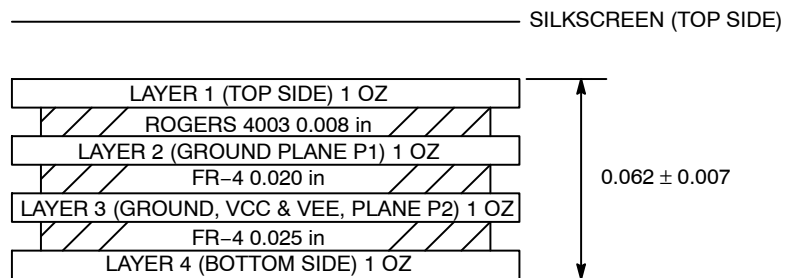 SILKSCREEN (TOP SIDE)
LAYER 1 (TOP SIDE) 1 OZ
ROGERS 4003 0.008 in
LAYER 2 (GROUND PLANE P1) 1 OZ
FR−4 0.020 in
0.062 ± 0.007
LAYER 3 (GROUND, VCC & VEE, PLANE P2) 1 OZ
FR−4 0.025 in
LAYER 4 (BOTTOM SIDE) 1 OZ